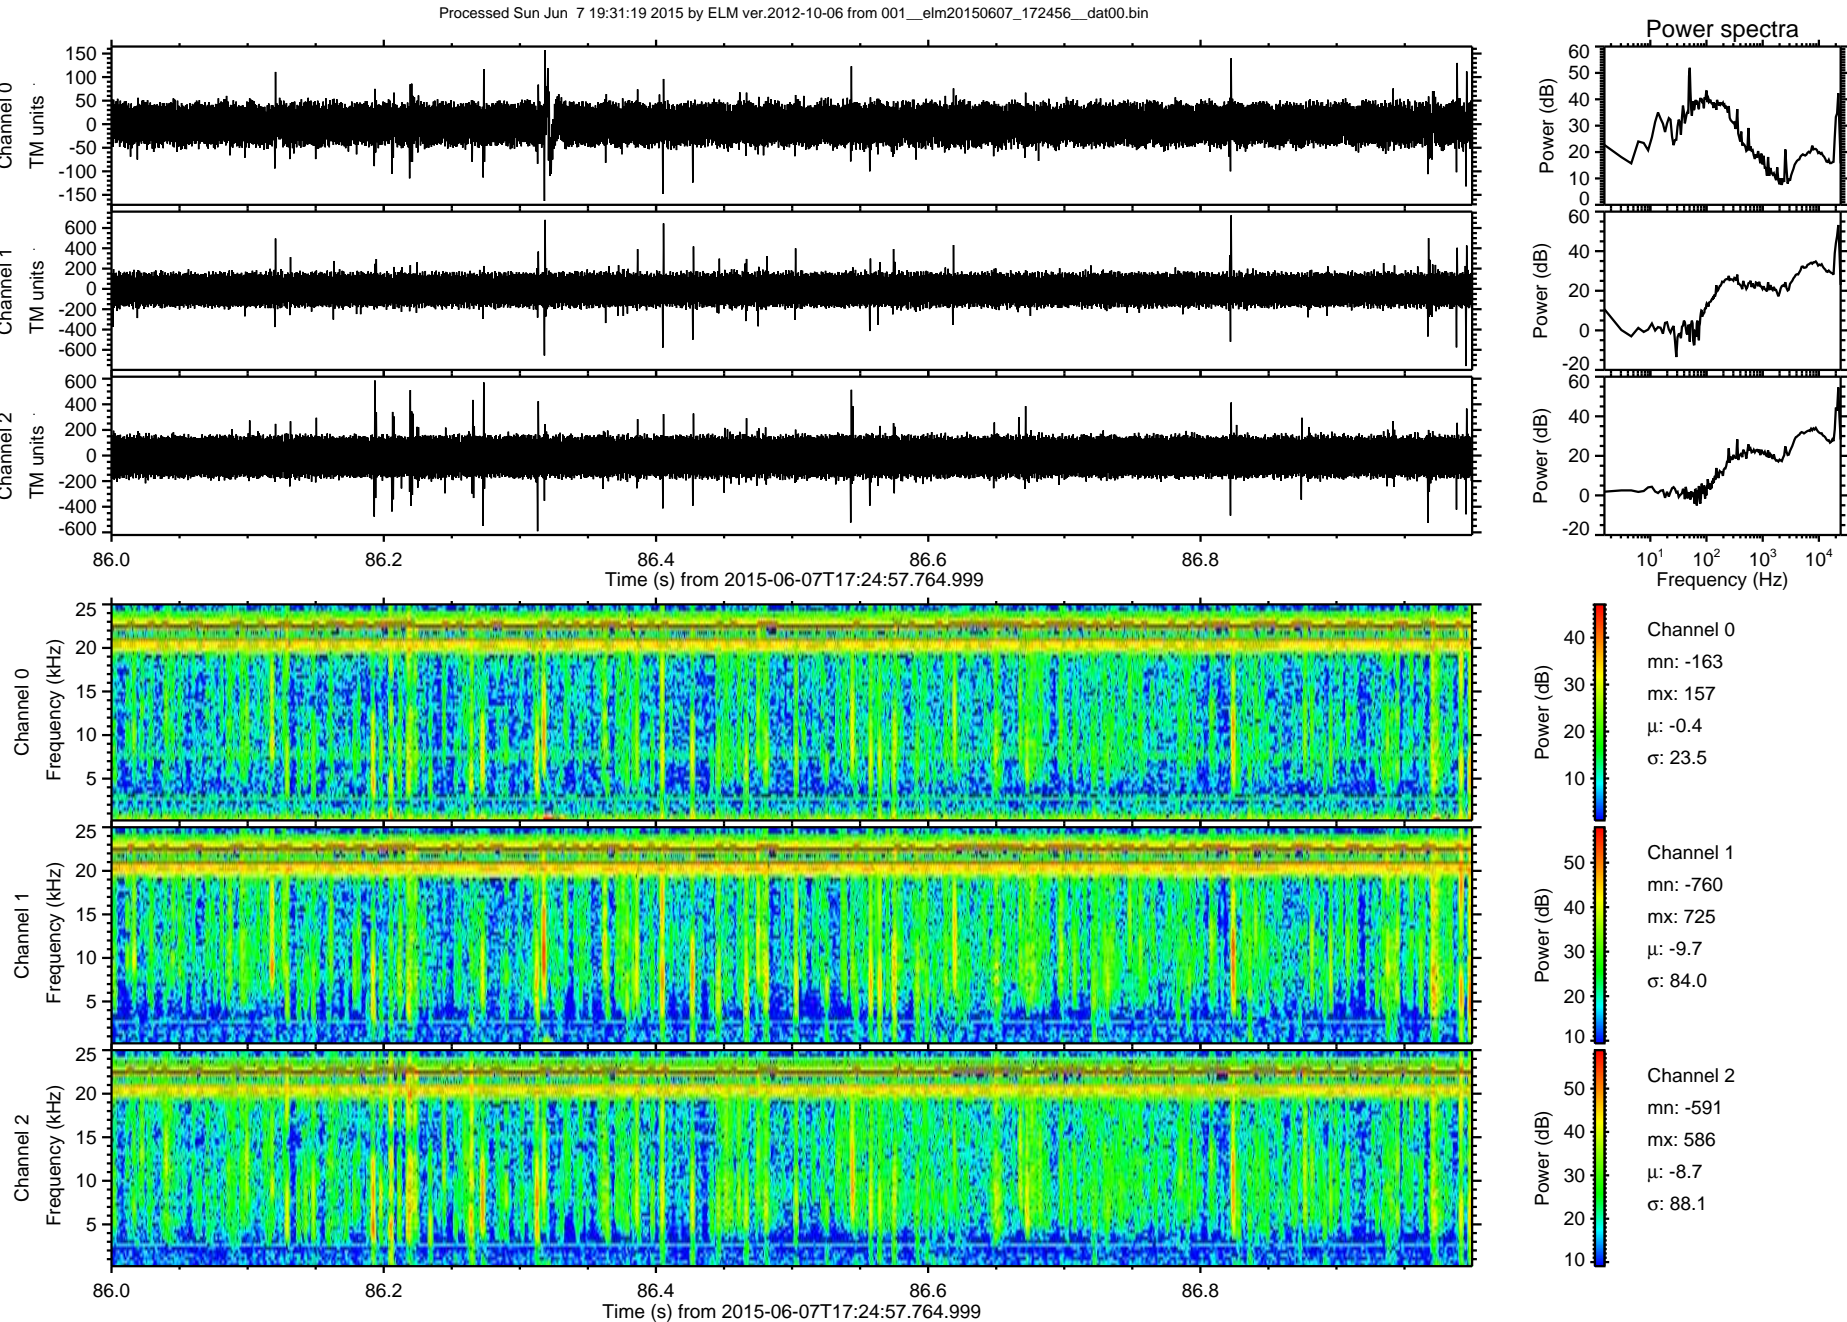 Processed Sun Jun 7 19:31:19 2015 by ELM ver.2012-10-06 from 001__elm20150607_172456__dat00.bin
Power spectra
Channel 0
TM units
150
100
50
0
-50
-100
-150
Power (dB)
60
50
40
30
20
10
0
Channel 1
TM units
600
400
200
0
-200
-400
-600
Power (dB)
60
40
20
0
-20
Channel 2
TM units
600
400
200
0
-200
-400
-600
Power (dB)
60
40
20
0
-20
86.0 86.2 86.4 86.6 86.8
Time (s) from 2015-06-07T17:24:57.764.999
10¹ 10² 10³ 10⁴
Frequency (Hz)
Channel 0
Frequency (kHz)
25
20
15
10
5
Power (dB)
40
30
20
10
Channel 0
mn: -163
mx: 157
μ: -0.4
σ: 23.5
Channel 1
Frequency (kHz)
25
20
15
10
5
Power (dB)
50
40
30
20
10
Channel 1
mn: -760
mx: 725
μ: -9.7
σ: 84.0
Channel 2
Frequency (kHz)
25
20
15
10
5
Power (dB)
50
40
30
20
10
Channel 2
mn: -591
mx: 586
μ: -8.7
σ: 88.1
86.0 86.2 86.4 86.6 86.8
Time (s) from 2015-06-07T17:24:57.764.999